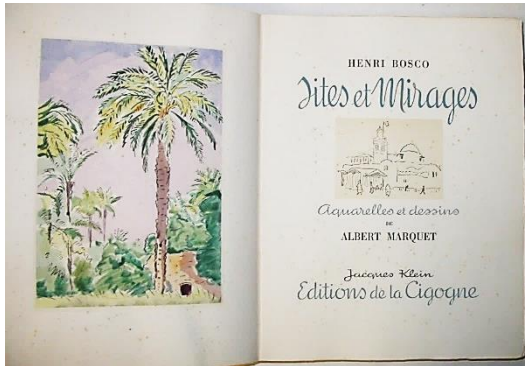 HENRI BOSCO
Sites et Mirages
Aquarelles et dessins
DE
ALBERT MARQUET
Jacques Klein
Editions de la Cigogne